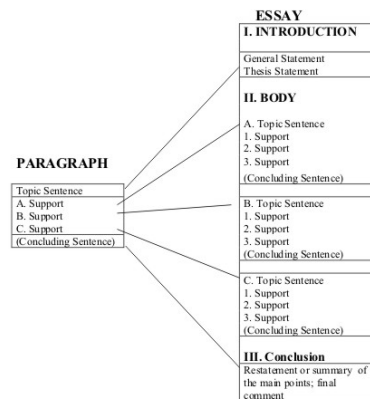 PARAGRAPH
Topic Sentence
A. Support
B. Support
C. Support
(Concluding Sentence)
ESSAY
I. INTRODUCTION
General Statement
Thesis Statement
II. BODY
A. Topic Sentence
1. Support
2. Support
3. Support
(Concluding Sentence)
B. Topic Sentence
1. Support
2. Support
3. Support
(Concluding Sentence)
C. Topic Sentence
1. Support
2. Support
3. Support
(Concluding Sentence)
III. Conclusion
Restatement or summary of
the main points; final
comment